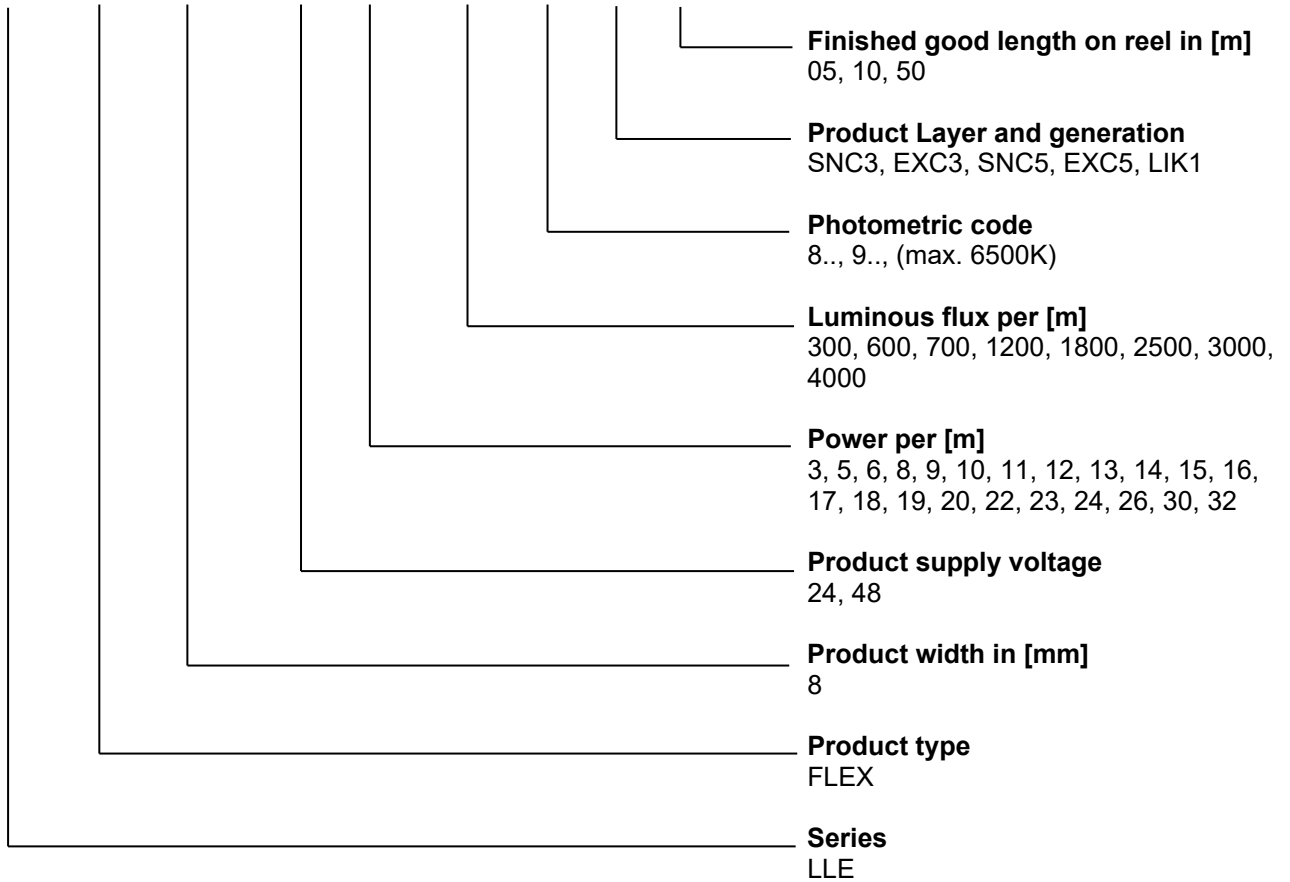 Finished good length on reel in [m]
05, 10, 50
Product Layer and generation
SNC3, EXC3, SNC5, EXC5, LIK1
Photometric code
8.., 9.., (max. 6500K)
Luminous flux per [m]
300, 600, 700, 1200, 1800, 2500, 3000,
4000
Power per [m]
3, 5, 6, 8, 9, 10, 11, 12, 13, 14, 15, 16,
17, 18, 19, 20, 22, 23, 24, 26, 30, 32
Product supply voltage
24, 48
Product width in [mm]
8
Product type
FLEX
Series
LLE